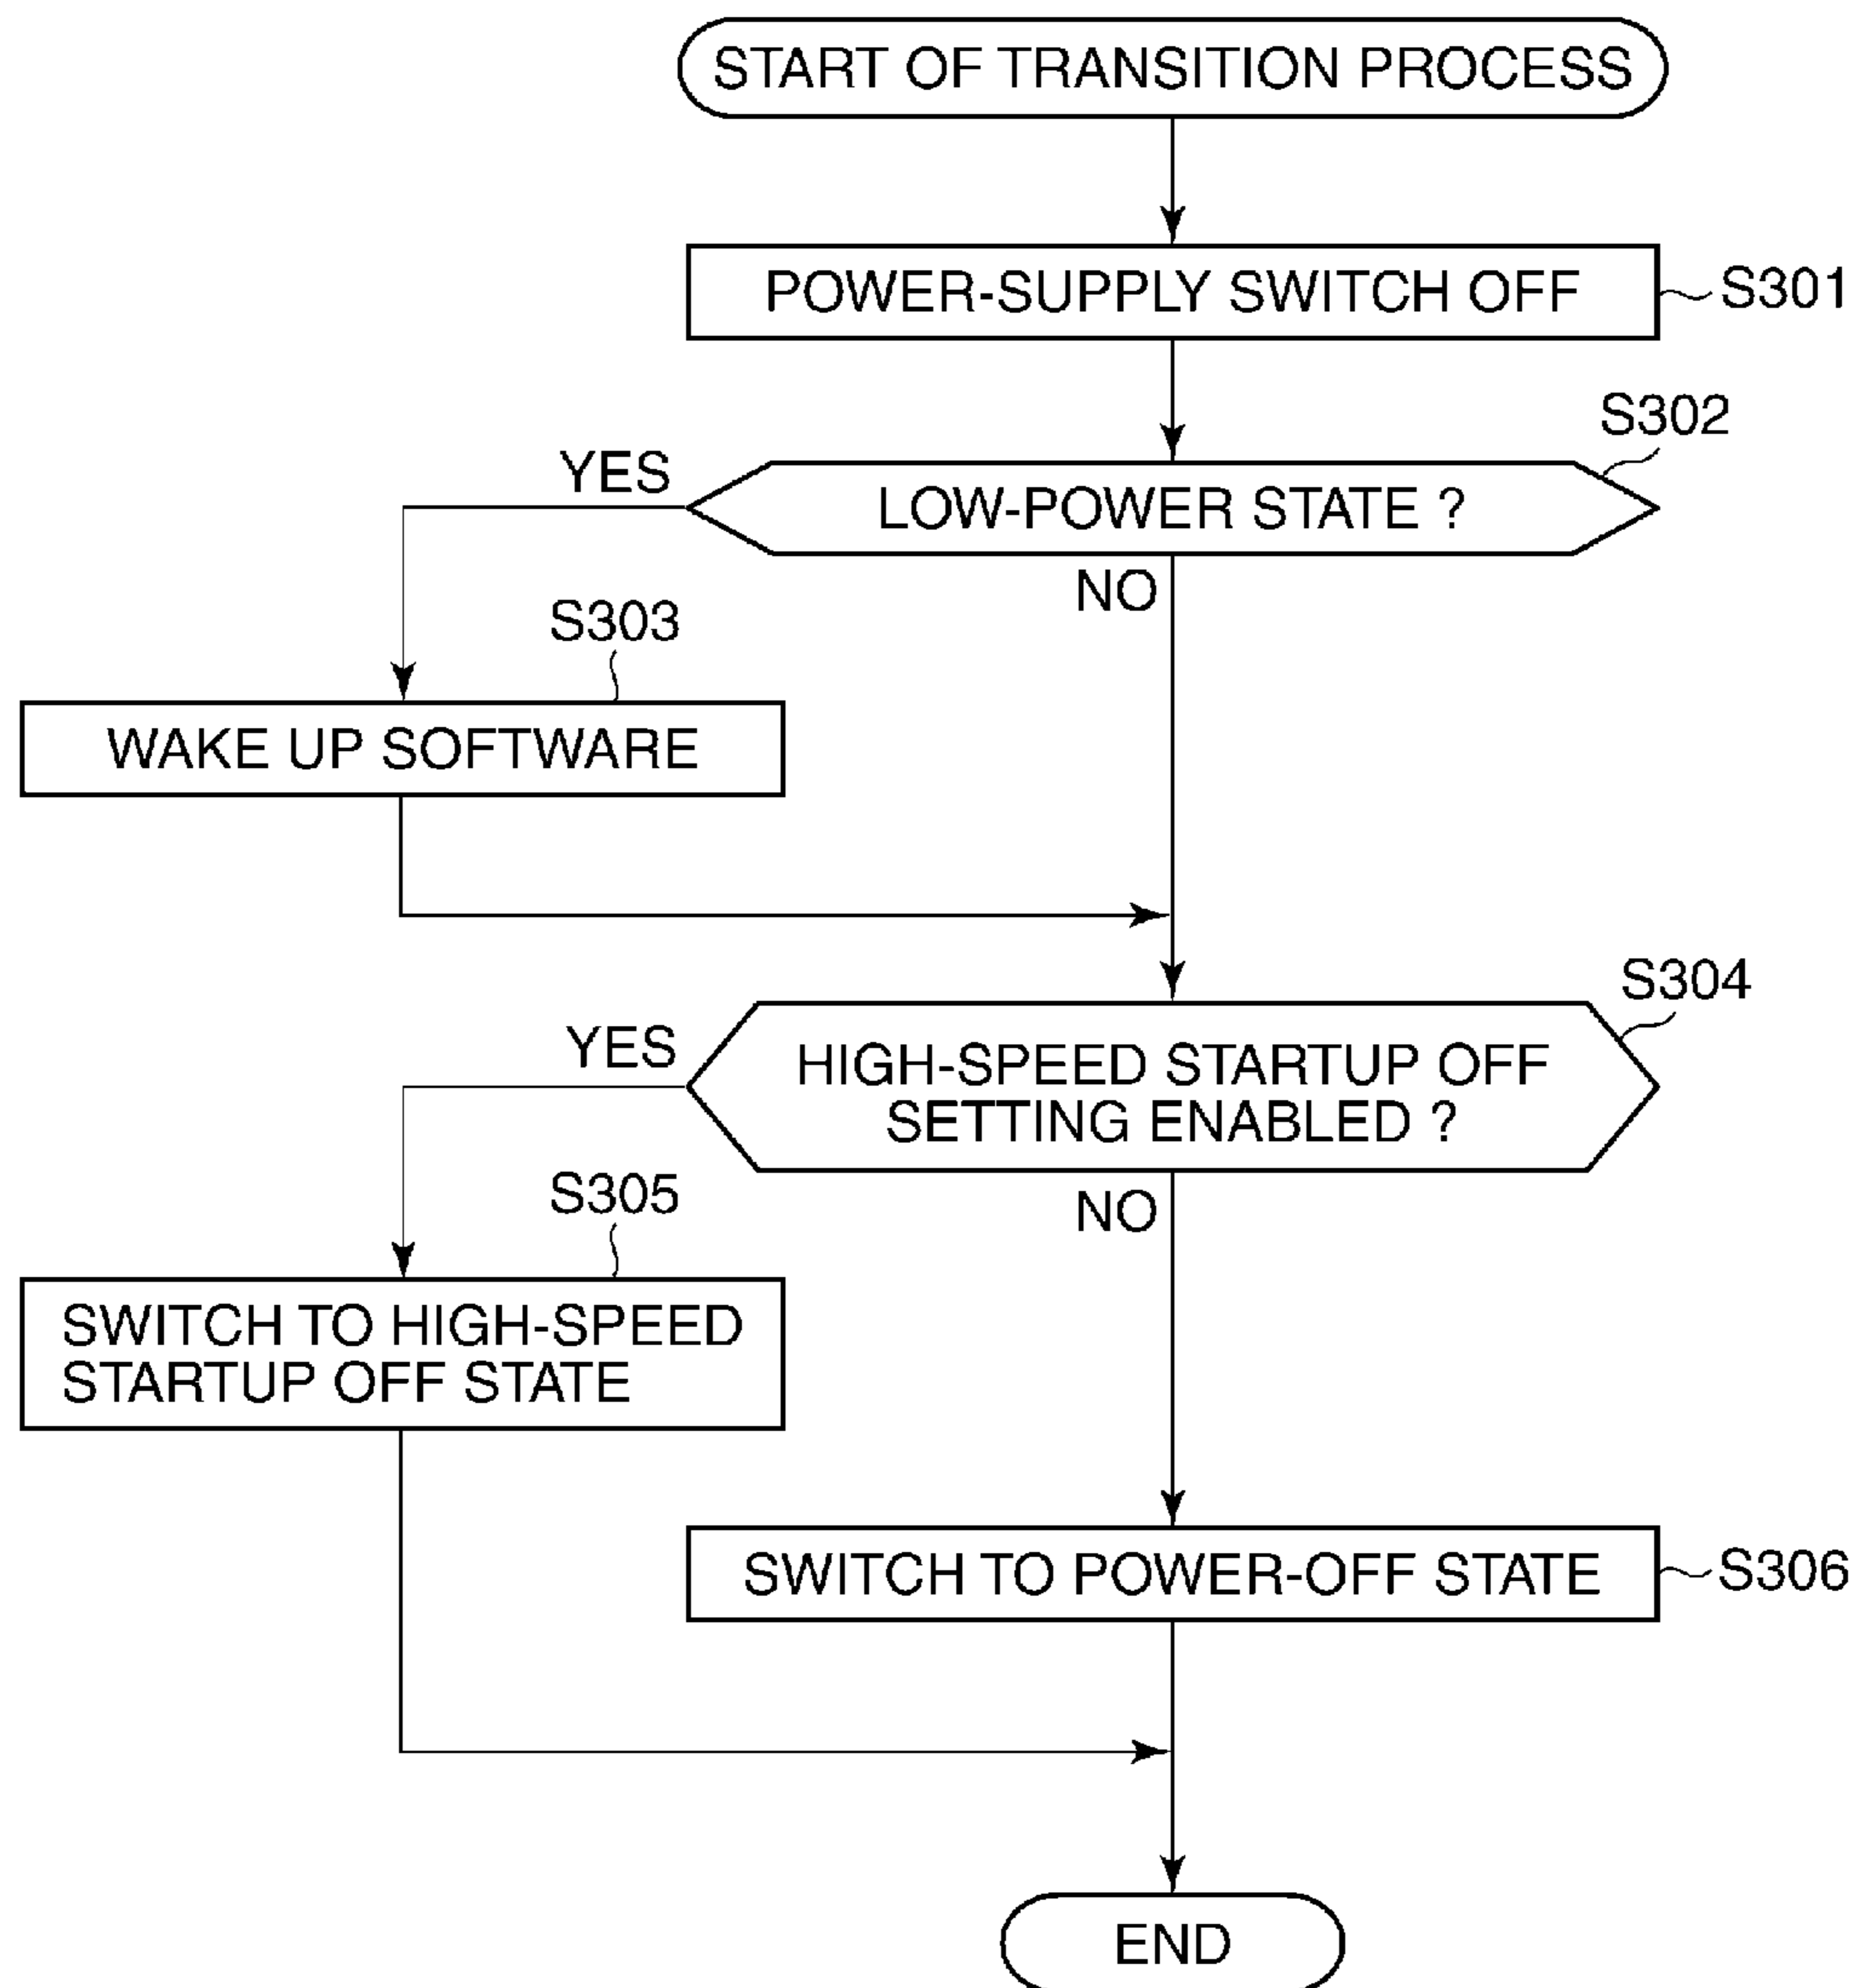 START OF TRANSITION PROCESS
POWER-SUPPLY SWITCH OFF
S301
S302
YES
LOW-POWER STATE ?
NO
S303
WAKE UP SOFTWARE
S304
YES
HIGH-SPEED STARTUP OFF
SETTING ENABLED ?
NO
S305
SWITCH TO HIGH-SPEED
STARTUP OFF STATE
SWITCH TO POWER-OFF STATE
S306
END